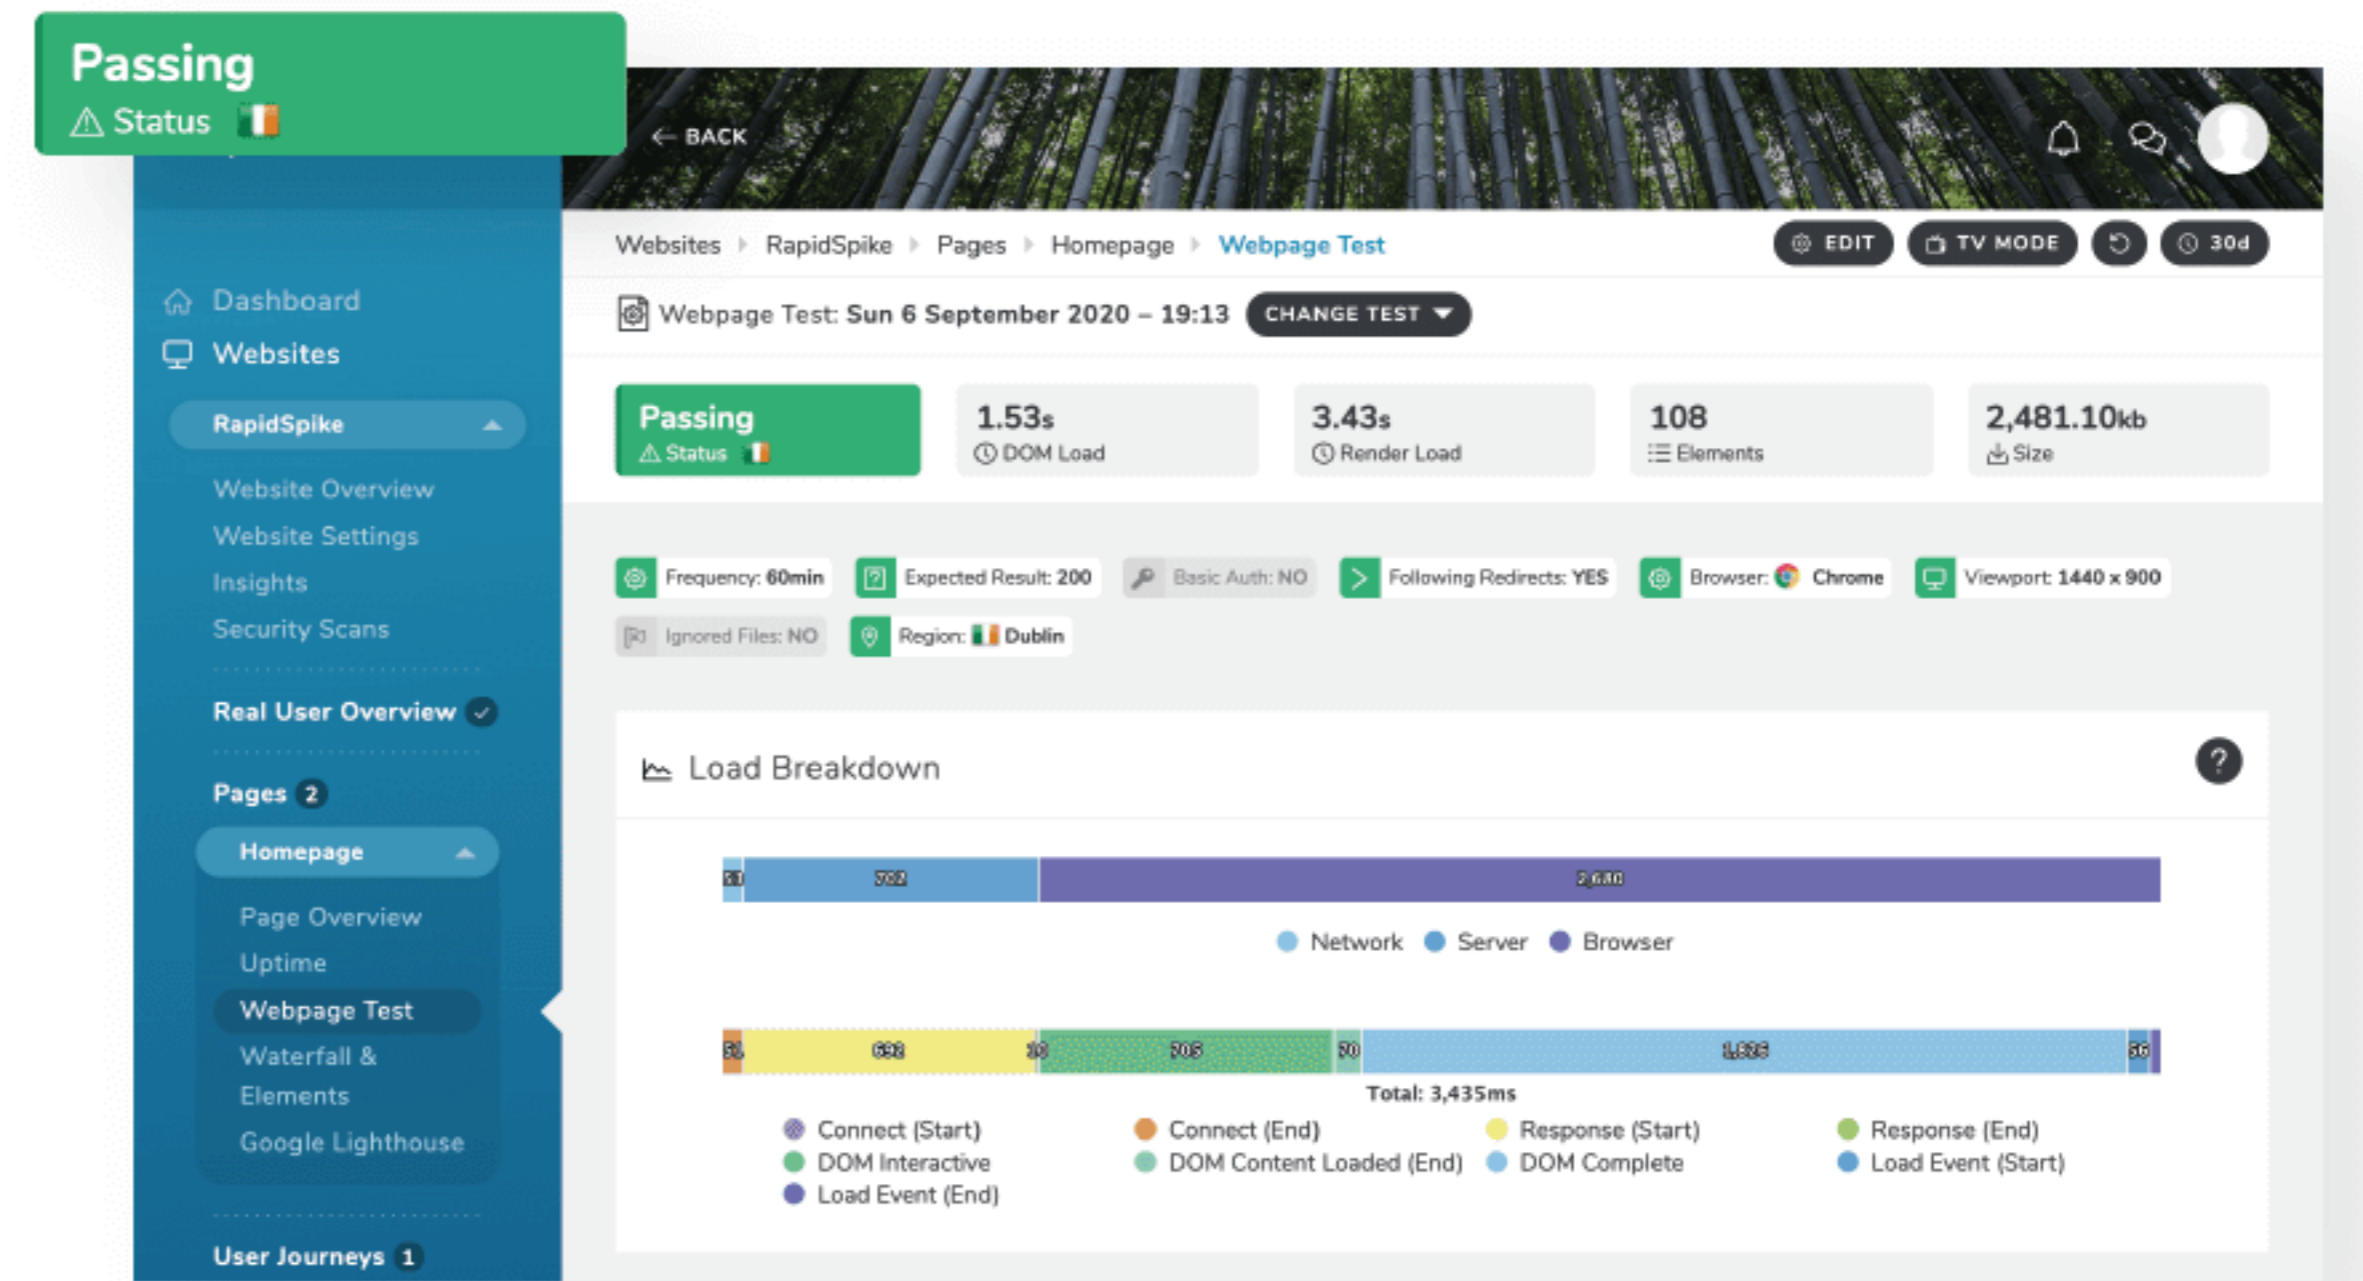 Passing
Status
← BACK
Dashboard
Websites
RapidSpike
Website Overview
Website Settings
Insights
Security Scans
Real User Overview
Pages 2
Homepage
Page Overview
Uptime
Webpage Test
Waterfall &
Elements
Google Lighthouse
User Journeys 1
Websites RapidSpike Pages Homepage Webpage Test
EDIT TV MODE 30d
Webpage Test: Sun 6 September 2020 – 19:13 CHANGE TEST
Passing 1.53s 3.43s 108 2,481.10kb
Status DOM Load Render Load Elements Size
Frequency: 60min Expected Result: 200 Basic Auth: NO Following Redirects: YES Browser: Chrome Viewport: 1440 x 900
Ignored Files: NO Region: Dublin
Load Breakdown ?
702
Network Server Browser
692 705 70
Total: 3,435ms
Connect (Start) Connect (End) Response (Start) Response (End)
DOM Interactive DOM Content Loaded (End) DOM Complete Load Event (Start)
Load Event (End)